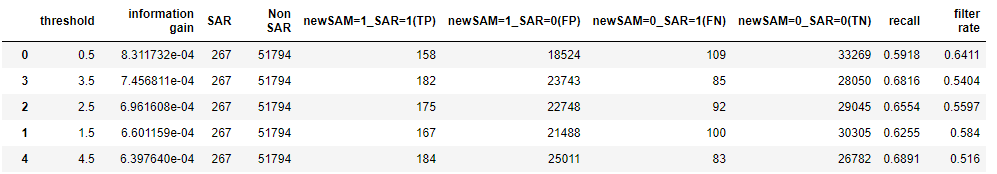 threshold information gain SAR Non SAR newSAM=1_SAR=1(TP) newSAM=1_SAR=0(FP) newSAM=0_SAR=1(FN) newSAM=0_SAR=0(TN) recall filter rate
0 0.5 8.311732e-04 267 51794 158 18524 109 33269 0.5918 0.6411
3 3.5 7.456811e-04 267 51794 182 23743 85 28050 0.6816 0.5404
2 2.5 6.961608e-04 267 51794 175 22748 92 29045 0.6554 0.5597
1 1.5 6.601159e-04 267 51794 167 21488 100 30305 0.6255 0.584
4 4.5 6.397640e-04 267 51794 184 25011 83 26782 0.6891 0.516